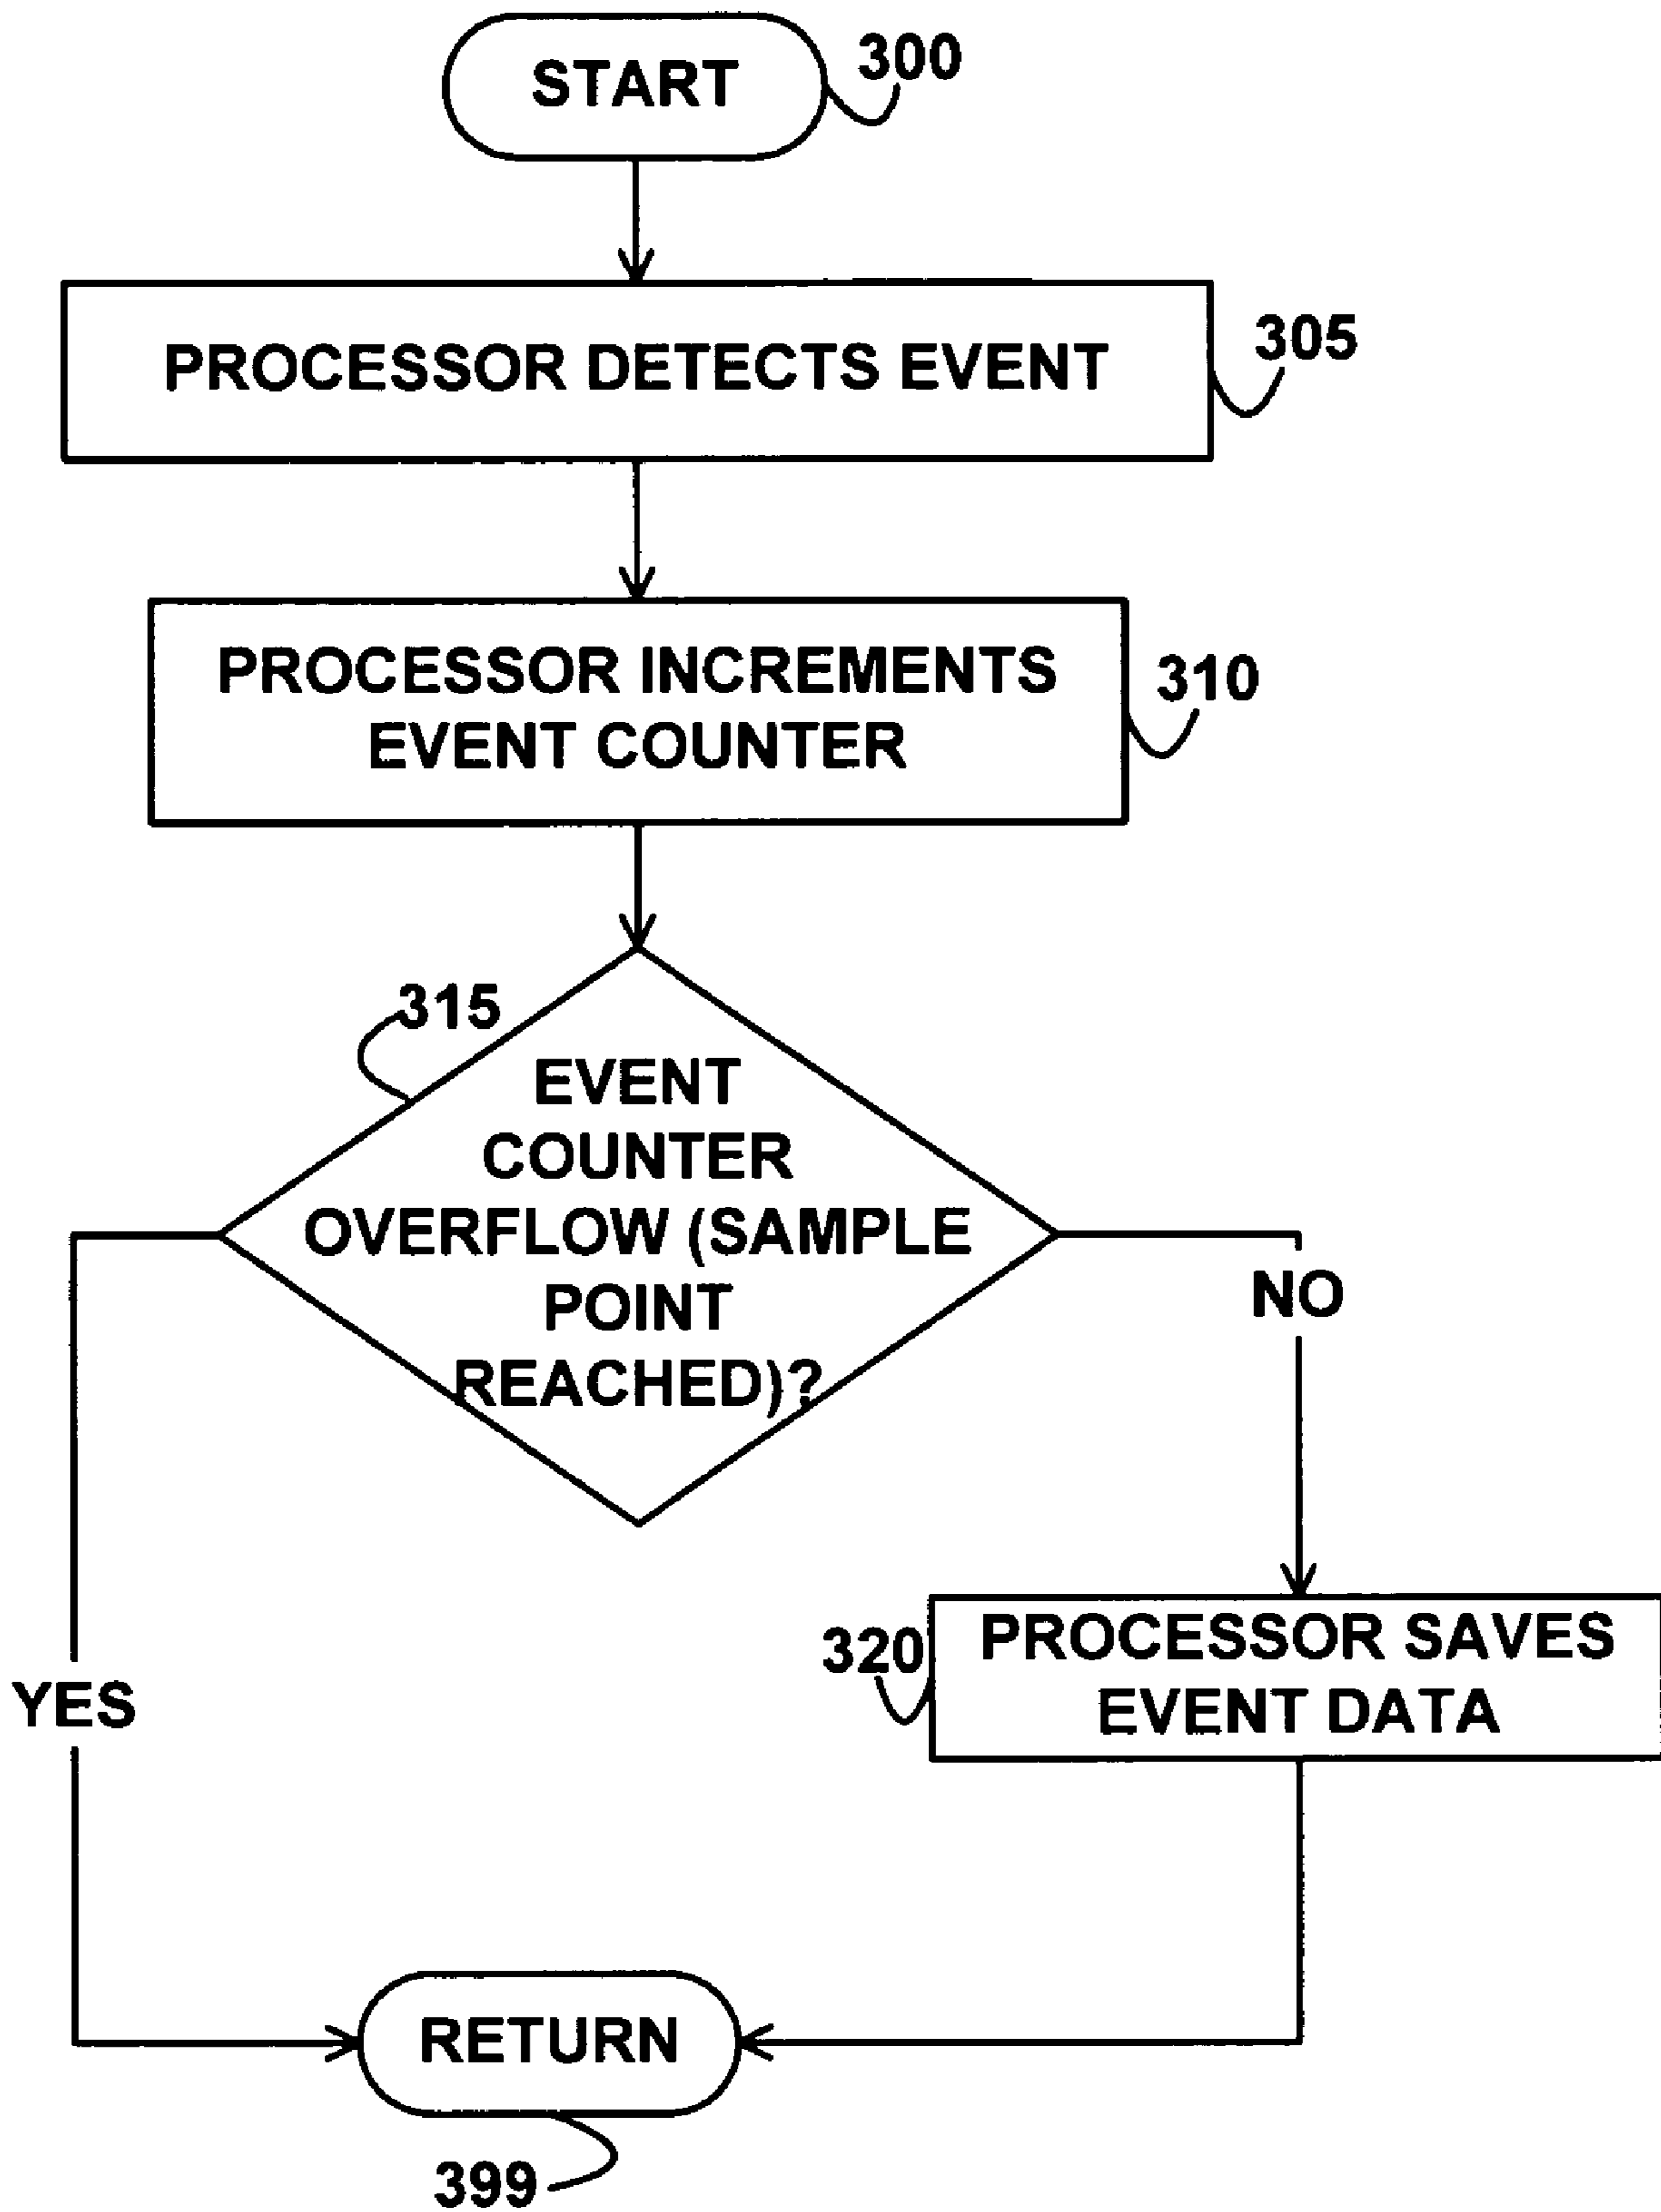 START
300
PROCESSOR DETECTS EVENT
305
PROCESSOR INCREMENTS
EVENT COUNTER
310
315
EVENT
COUNTER
OVERFLOW (SAMPLE
POINT
REACHED)?
NO
YES
320
PROCESSOR SAVES
EVENT DATA
RETURN
399